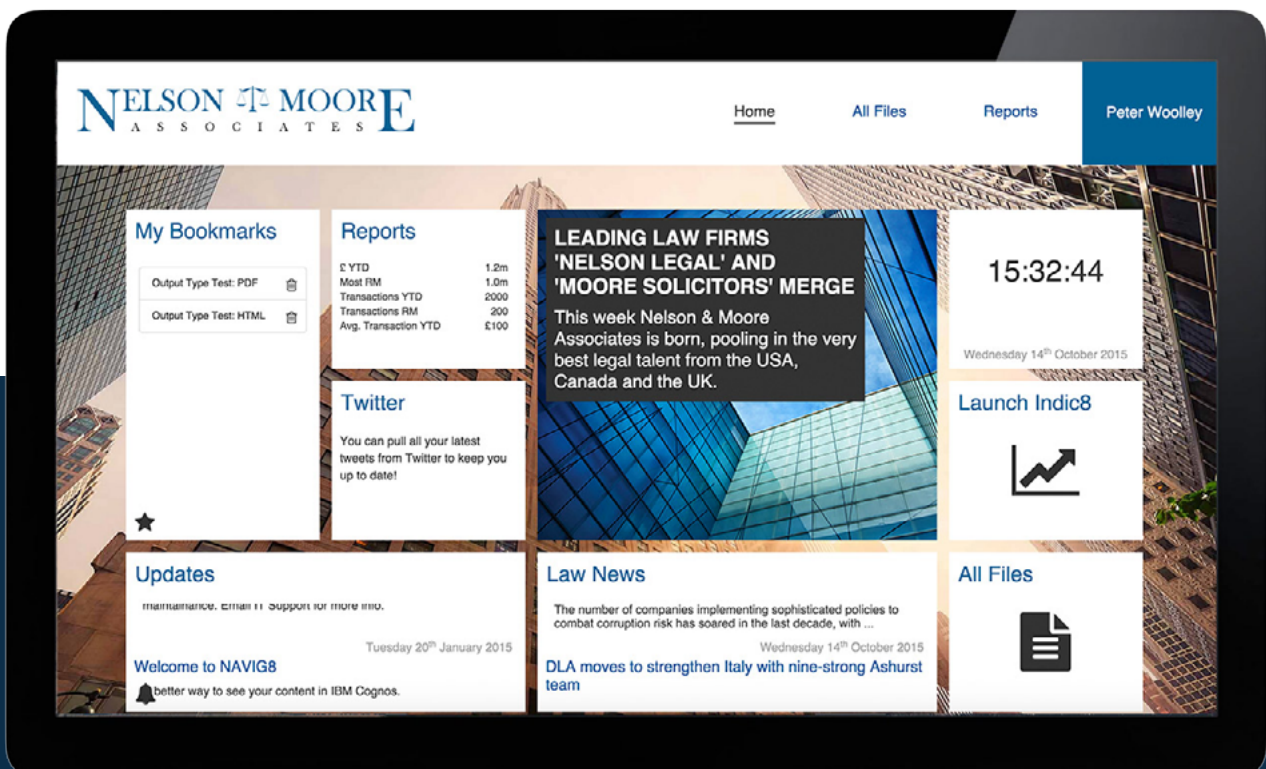 NELSON MOORE
ASSOCIATES
Home
All Files
Reports
Peter Woolley
My Bookmarks
Output Type Test: PDF
Output Type Test: HTML
Reports
£ YTD 1.2m
Most RM 1.0m
Transactions YTD 2000
Transactions RM 200
Avg. Transaction YTD £100
Twitter
You can pull all your latest
tweets from Twitter to keep you
up to date!
LEADING LAW FIRMS
'NELSON LEGAL' AND
'MOORE SOLICITORS' MERGE
This week Nelson & Moore
Associates is born, pooling in the very
best legal talent from the USA,
Canada and the UK.
15:32:44
Wednesday 14th October 2015
Launch Indic8
Updates
maintainance. Email IT Support for more info.
Tuesday 20th January 2015
Welcome to NAVIG8
better way to see your content in IBM Cognos.
Law News
The number of companies implementing sophisticated policies to
combat corruption risk has soared in the last decade, with ...
Wednesday 14th October 2015
DLA moves to strengthen Italy with nine-strong Ashurst
team
All Files